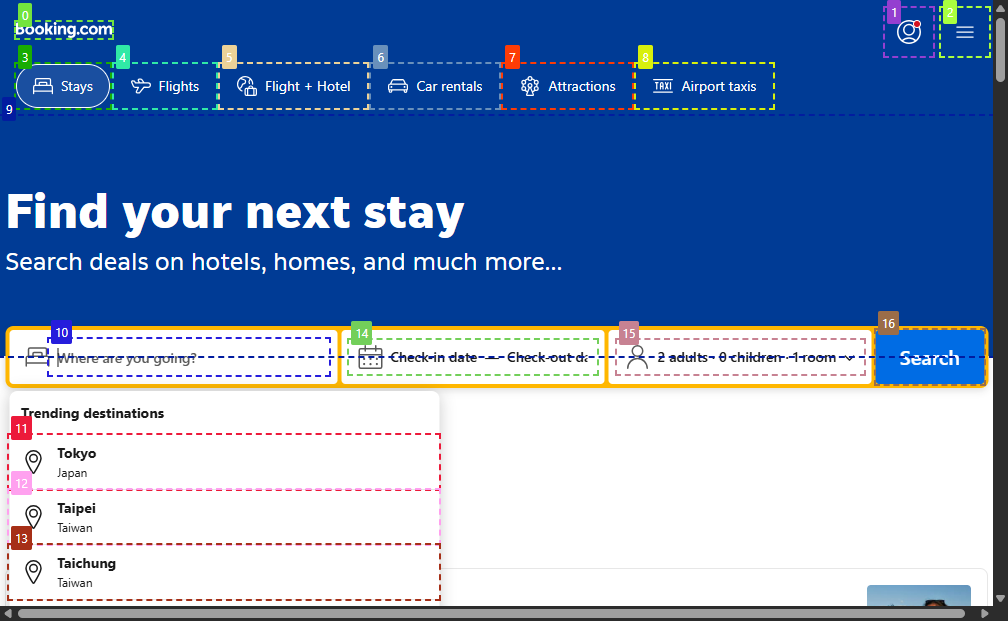 0
1
2
Booking.com
3
4
5
6
7
8
Stays
Flights
Flight + Hotel
Car rentals
Attractions
TAXI
Airport taxis
9
Find your next stay
Search deals on hotels, homes, and much more...
10
14
15
16
Where are you going?
Check-in date — Check-out d
2 adults · 0 children · 1 room
Search
Trending destinations
11
Tokyo
Japan
12
Taipei
Taiwan
13
Taichung
Taiwan